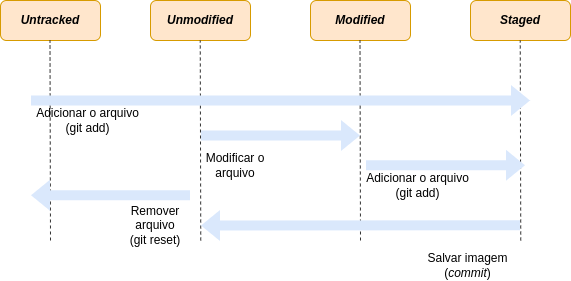 Untracked
Unmodified
Modified
Staged
Adicionar o arquivo
(git add)
Modificar o
arquivo
Adicionar o arquivo
(git add)
Remover
arquivo
(git reset)
Salvar imagem
(commit)